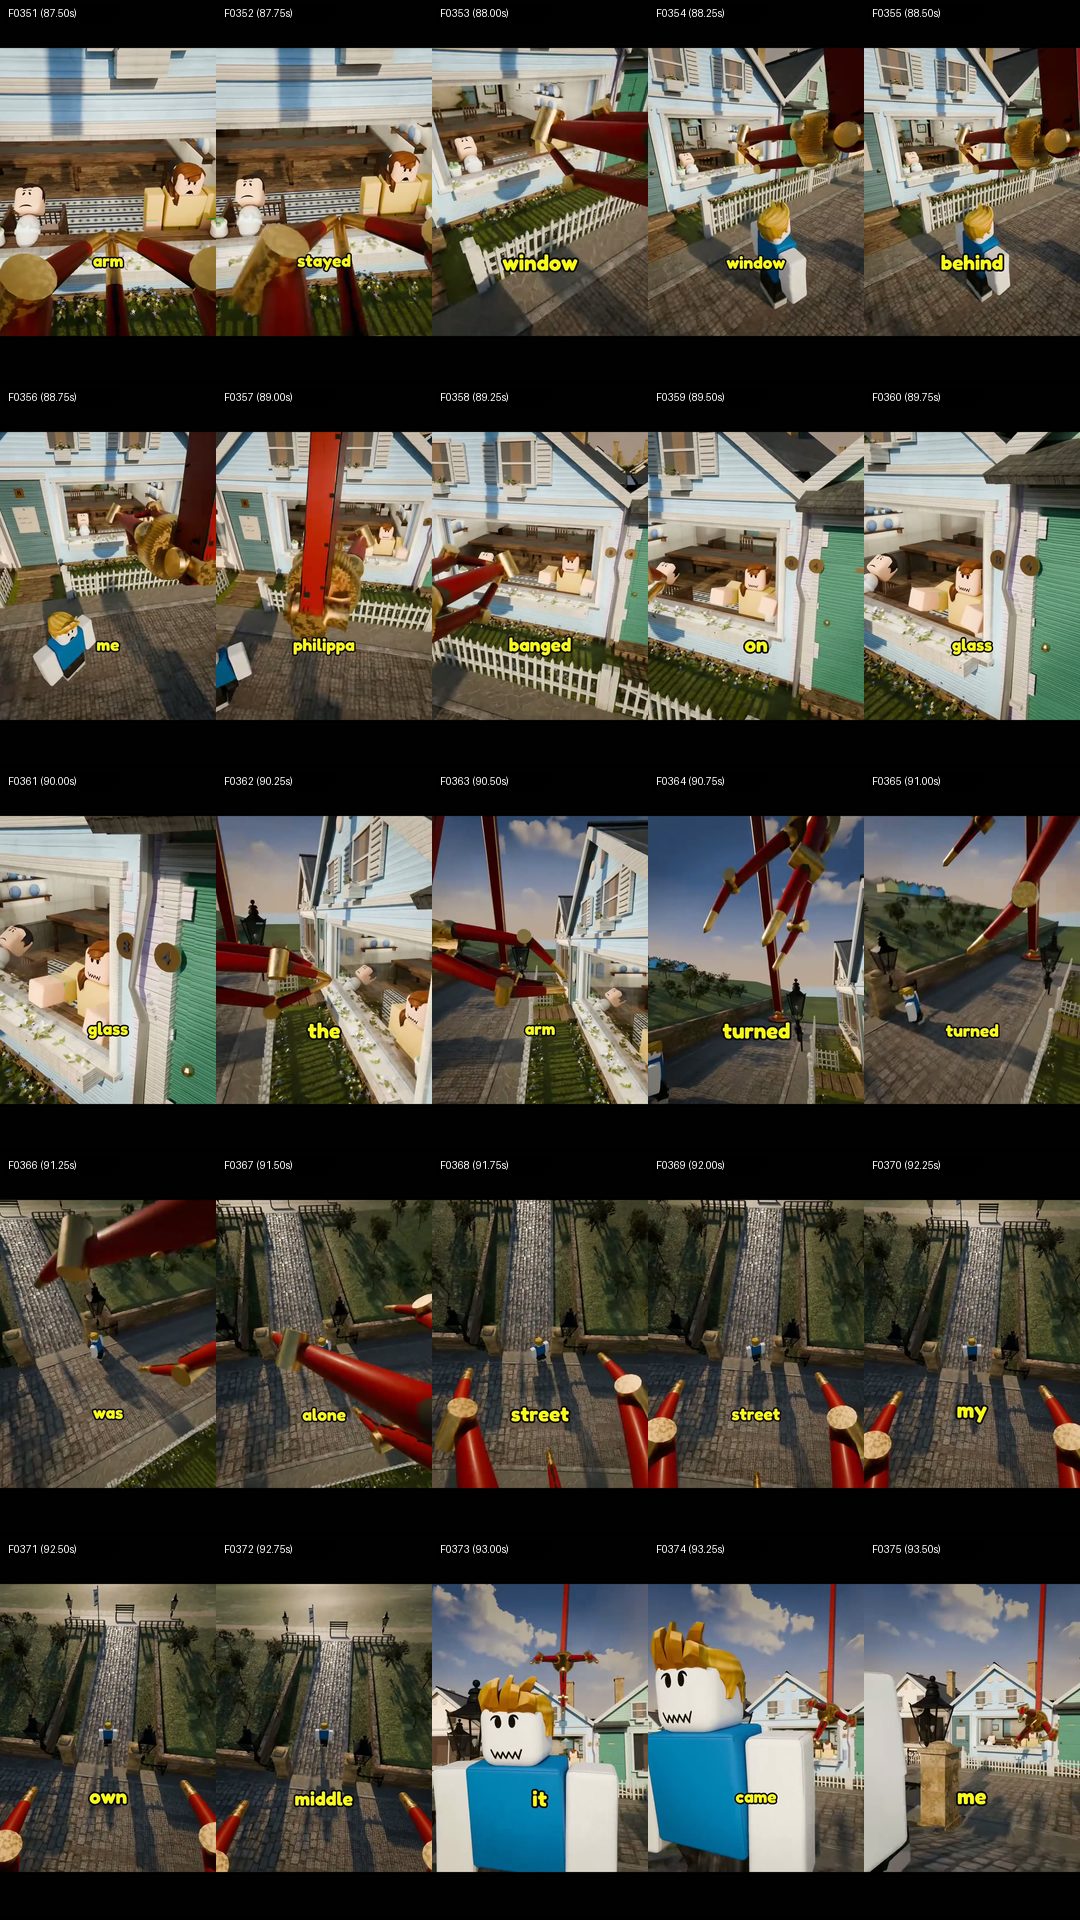 F0351 (87.50s)
F0352 (87.75s)
F0353 (88.00s)
F0354 (88.25s)
F0355 (88.50s)
arm
stayed
window
window
behind
F0356 (88.75s)
F0357 (89.00s)
F0358 (89.25s)
F0359 (89.50s)
F0360 (89.75s)
me
philippa
banged
on
glass
F0361 (90.00s)
F0362 (90.25s)
F0363 (90.50s)
F0364 (90.75s)
F0365 (91.00s)
glass
the
arm
turned
turned
F0366 (91.25s)
F0367 (91.50s)
F0368 (91.75s)
F0369 (92.00s)
F0370 (92.25s)
was
alone
street
street
my
F0371 (92.50s)
F0372 (92.75s)
F0373 (93.00s)
F0374 (93.25s)
F0375 (93.50s)
own
middle
it
came
me